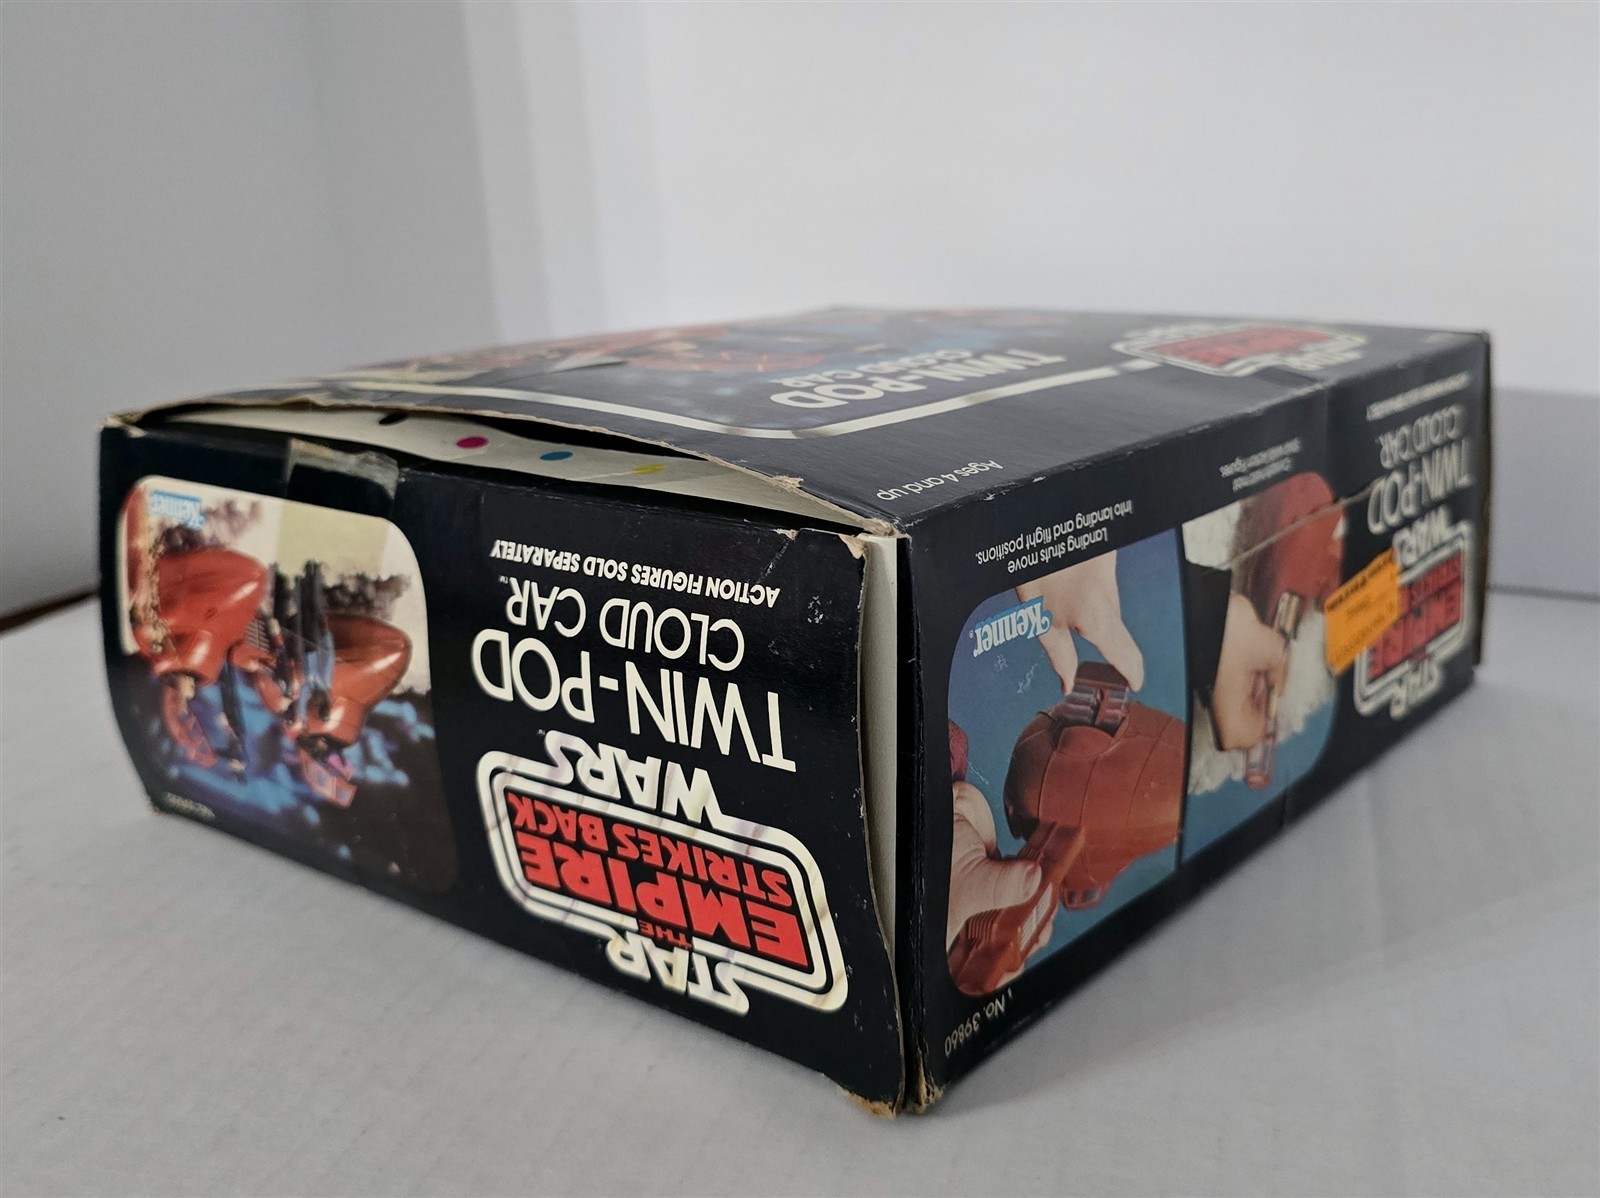 STAR
WARS
THE
EMPIRE
STRIKES BACK
TWIN-POD
CLOUD CAR™
ACTION FIGURES SOLD SEPARATELY
Kenner
TWIN-POD
CLOUD CAR
Ages 4 and up
No. 39860
Kenner®
Landing struts move
into landing and flight positions.
STAR
WARS
EMPIRE
STRIKES
TWIN-POD
CLOUD CAR